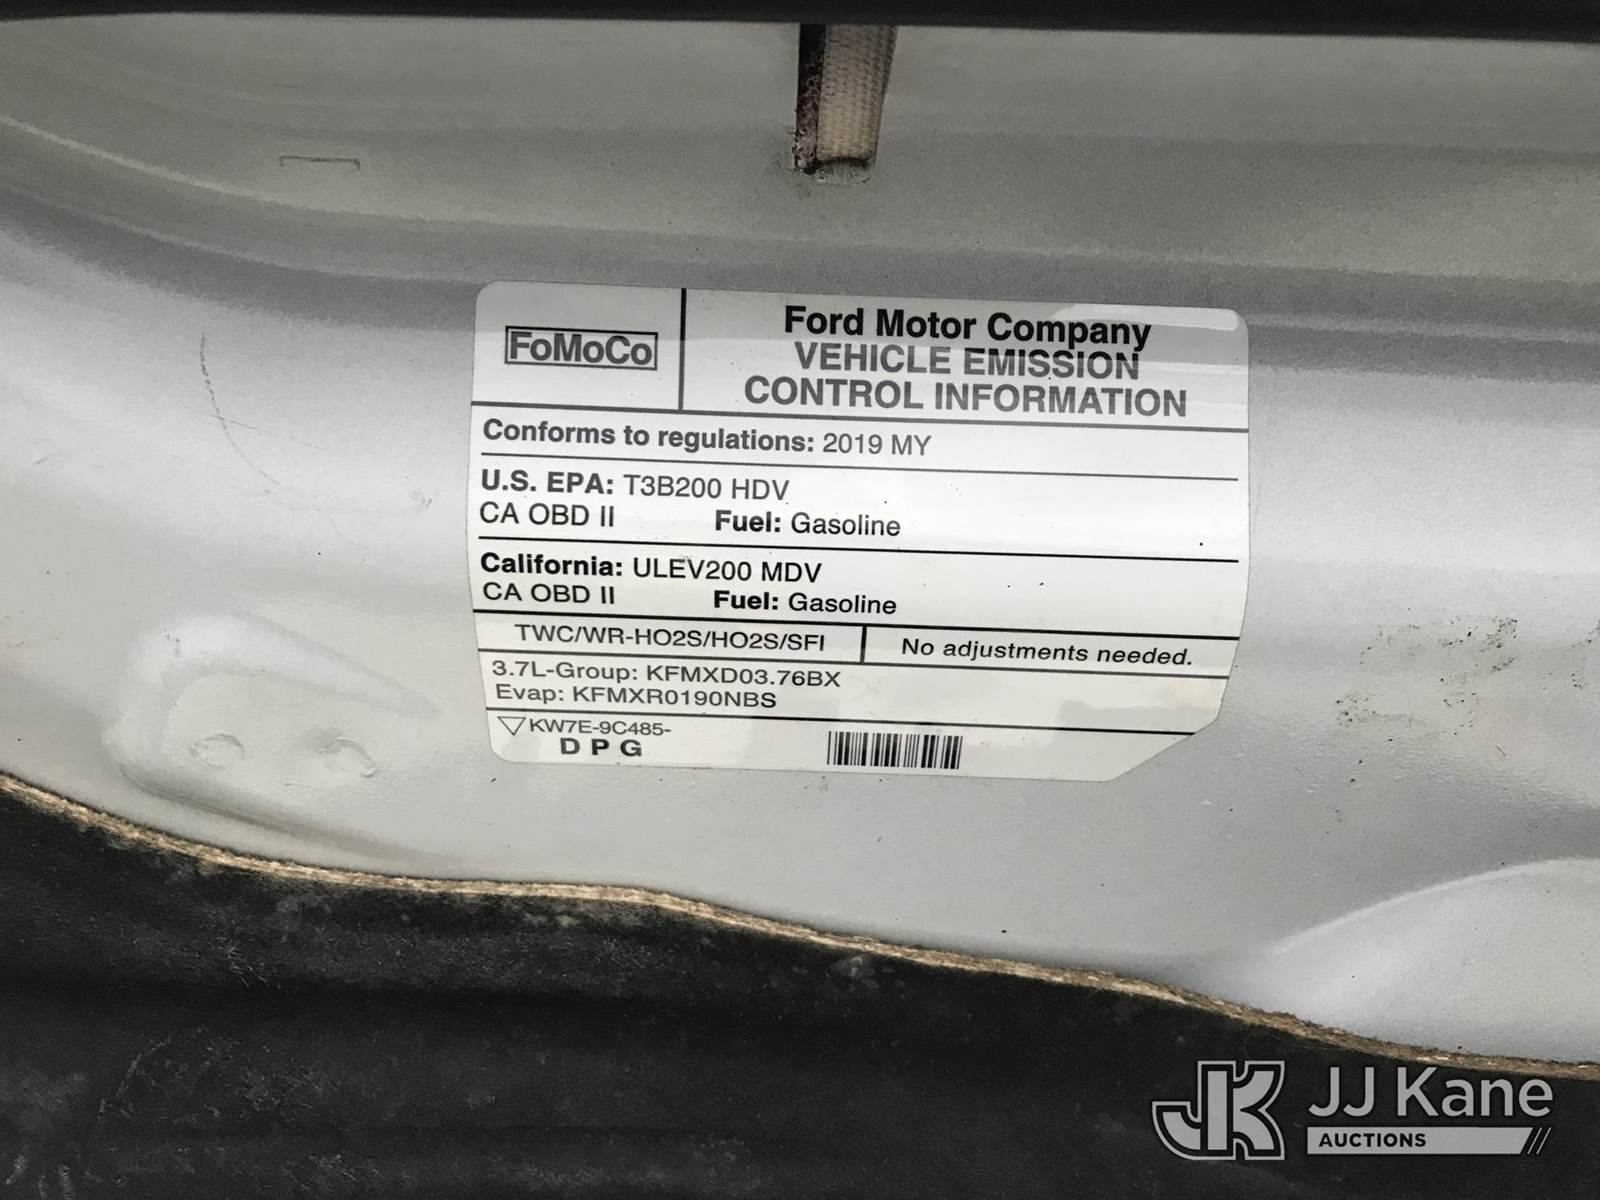 FoMoCo
Ford Motor Company
VEHICLE EMISSION
CONTROL INFORMATION
Conforms to regulations: 2019 MY
U.S. EPA: T3B200 HDV
CA OBD II Fuel: Gasoline
California: ULEV200 MDV
CA OBD II Fuel: Gasoline
TWC/WR-HO2S/HO2S/SFI
No adjustments needed.
3.7L-Group: KFMXD03.76BX
Evap: KFMXR0190NBS
KW7E-9C485-
D P G
JK JJ Kane
AUCTIONS